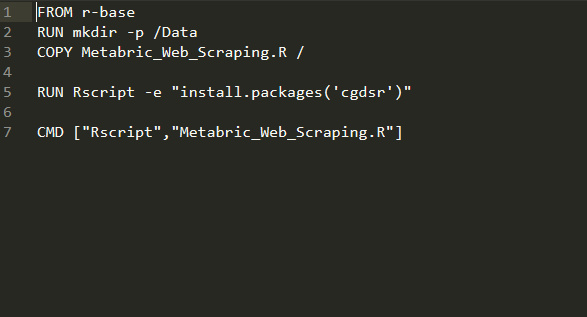 1 FROM r-base
2 RUN mkdir -p /Data
3 COPY Metabric_Web_Scraping.R /
4
5 RUN Rscript -e "install.packages('cgdsr')"
6
7 CMD ["Rscript","Metabric_Web_Scraping.R"]